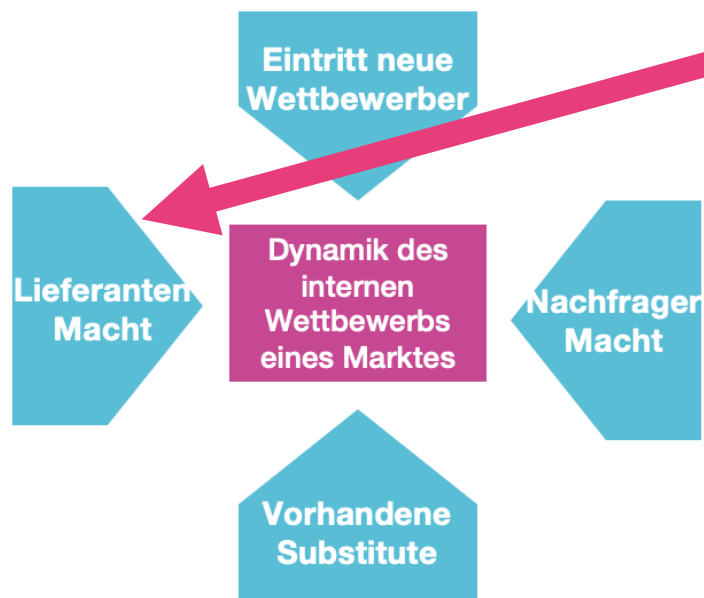 Eintritt neue
Wettbewerber
Lieferanten
Macht
Dynamik des
internen
Wettbewerbs
eines Marktes
Nachfrager
Macht
Vorhandene
Substitute